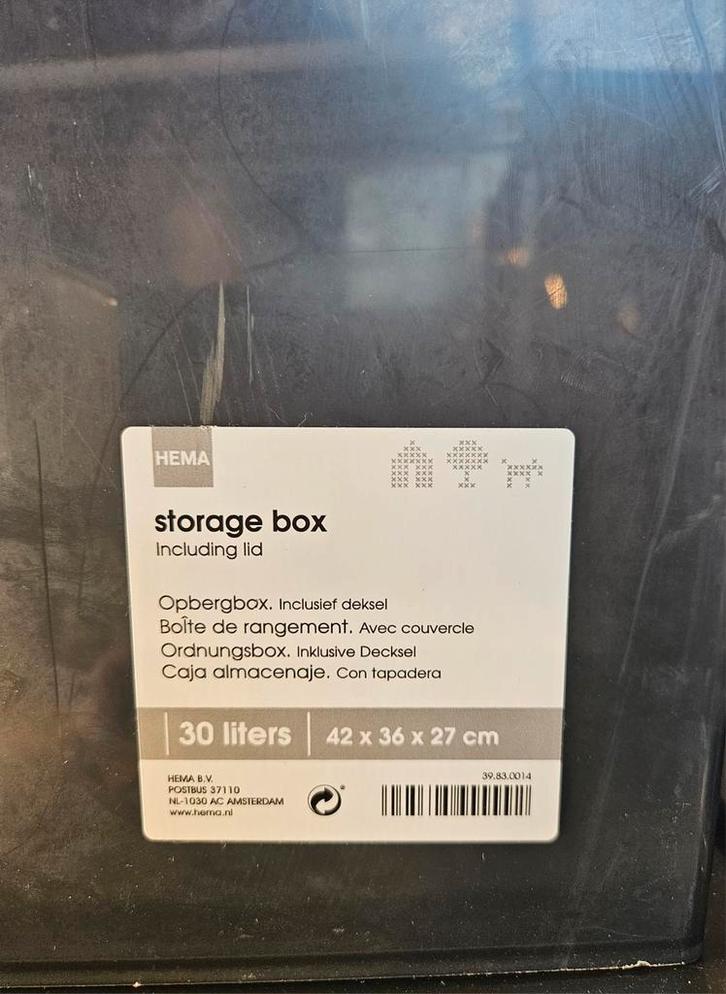 HEMA
storage box
Including lid
Opbergbox. Inclusief deksel
Boîte de rangement. Avec couvercle
Ordnungsbox. Inklusive Decksel
Caja almacenaje. Con tapadera
30 liters 42 x 36 x 27 cm
HEMA B.V.
POSTBUS 37110
NL-1030 AC AMSTERDAM
www.hema.nl
39.83.0014